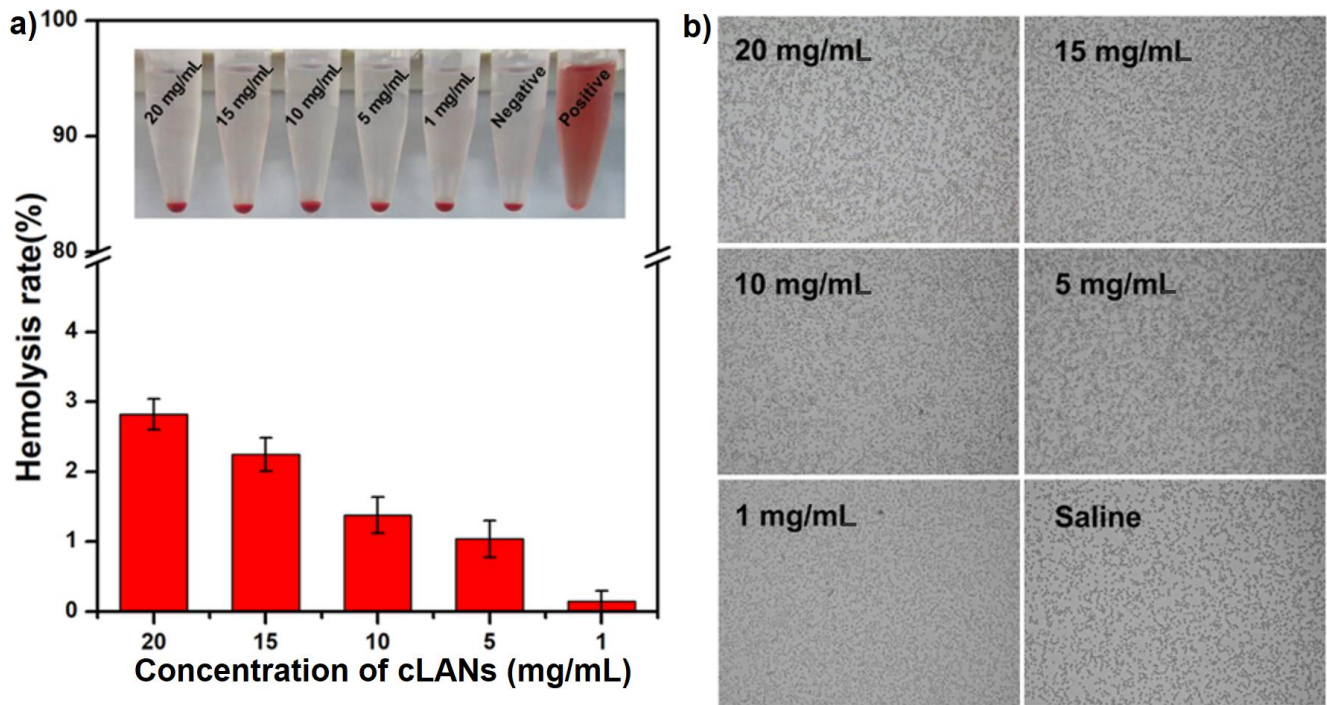 a)
100
90
80
4
3
2
1
0
Hemolysis rate(%)
20 mg/mL
15 mg/mL
10 mg/mL
5 mg/mL
1 mg/mL
Negative
Positive
20
15
10
5
1
Concentration of cLANs (mg/mL)
b)
20 mg/mL
15 mg/mL
10 mg/mL
5 mg/mL
1 mg/mL
Saline